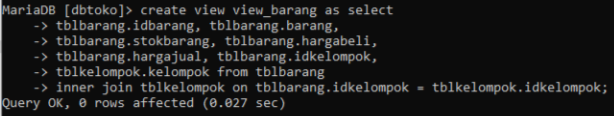 MariaDB [dbtoko]> create view view_barang as select
    -> tblbarang.idbarang, tblbarang.barang,
    -> tblbarang.stokbarang, tblbarang.hargabeli,
    -> tblbarang.hargajual, tblbarang.idkelompok,
    -> tblkelompok.kelompok from tblbarang
    -> inner join tblkelompok on tblbarang.idkelompok = tblkelompok.idkelompok;
Query OK, 0 rows affected (0.027 sec)